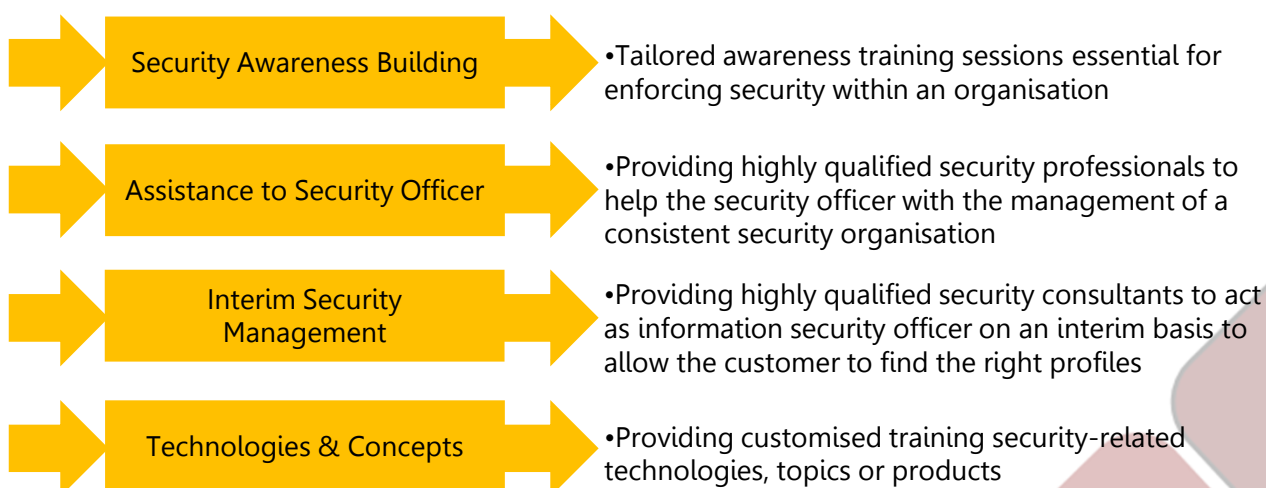 Security Awareness Building
•Tailored awareness training sessions essential for
enforcing security within an organisation
Assistance to Security Officer
•Providing highly qualified security professionals to
help the security officer with the management of a
consistent security organisation
Interim Security
Management
•Providing highly qualified security consultants to act
as information security officer on an interim basis to
allow the customer to find the right profiles
Technologies & Concepts
•Providing customised training security-related
technologies, topics or products